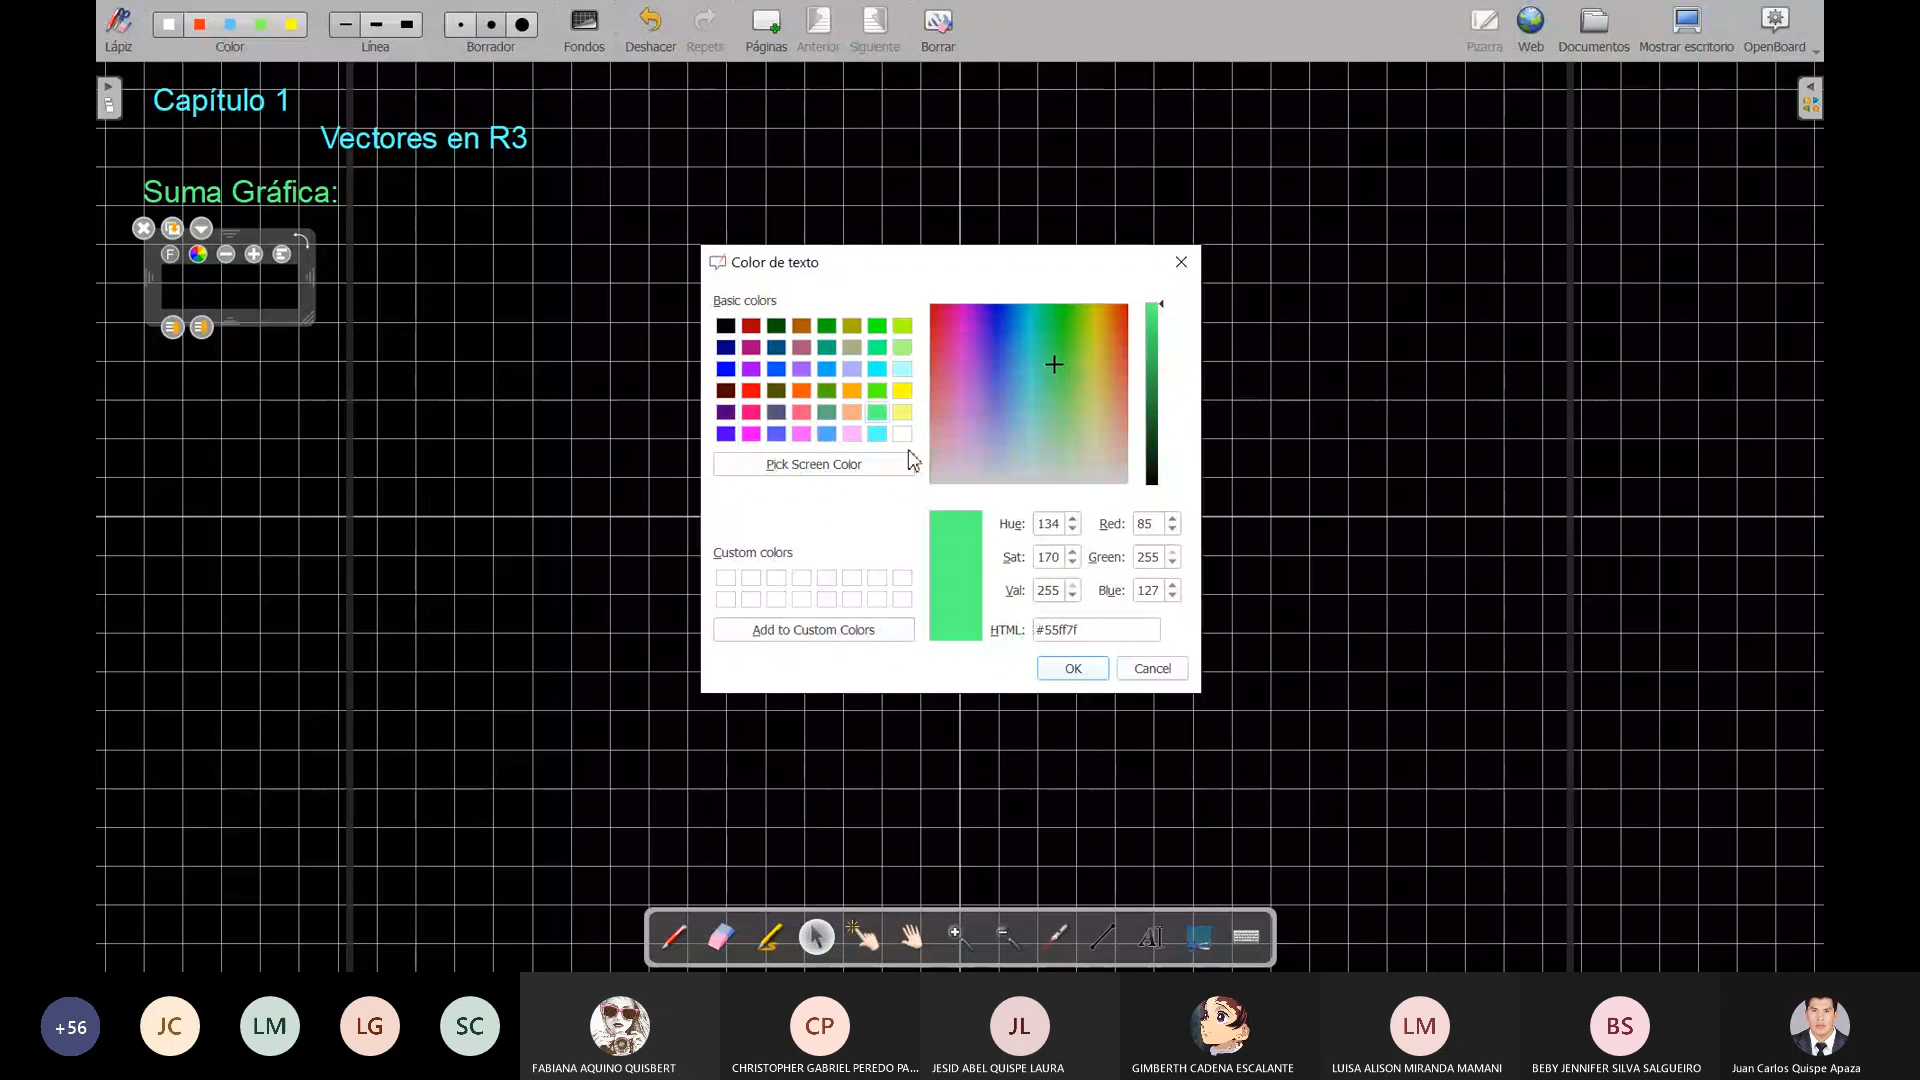 Lápiz
Color
Línea
Borrador
Fondos
Deshacer
Repetir
Páginas
Anterior
Siguiente
Borrar
Pizarra
Web
Documentos
Mostrar escritorio
OpenBoard
Capítulo 1
Vectores en R3
Suma Gráfica:
F
Color de texto
Basic colors
Pick Screen Color
Custom colors
Add to Custom Colors
Hue: 134 Red: 85
Sat: 170 Green: 255
Val: 255 Blue: 127
HTML: #55ff7f
OK Cancel
AI
+56
JC
LM
LG
SC
FABIANA AQUINO QUISBERT
CP
CHRISTOPHER GABRIEL PEREDO PA...
JL
JESID ABEL QUISPE LAURA
GIMBERTH CADENA ESCALANTE
LM
LUISA ALISON MIRANDA MAMANI
BS
BEBY JENNIFER SILVA SALGUEIRO
Juan Carlos Quispe Apaza